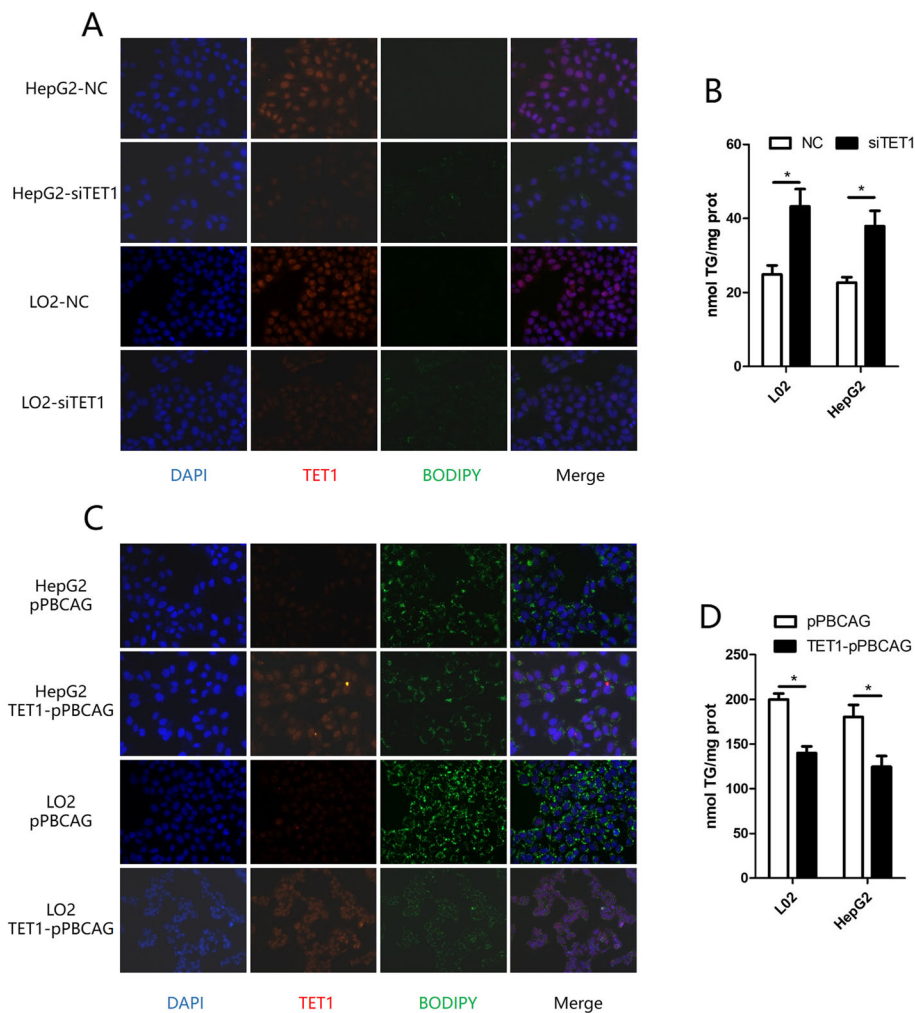 A
HepG2-NC
HepG2-siTET1
LO2-NC
LO2-siTET1
DAPI
TET1
BODIPY
Merge
B
NC
siTET1
60
40
20
0
nmol TG/mg prot
*
*
L02
HepG2
C
HepG2
pPBCAG
HepG2
TET1-pPBCAG
LO2
pPBCAG
LO2
TET1-pPBCAG
DAPI
TET1
BODIPY
Merge
D
pPBCAG
TET1-pPBCAG
250
200
150
100
50
0
nmol TG/mg prot
*
*
L02
HepG2